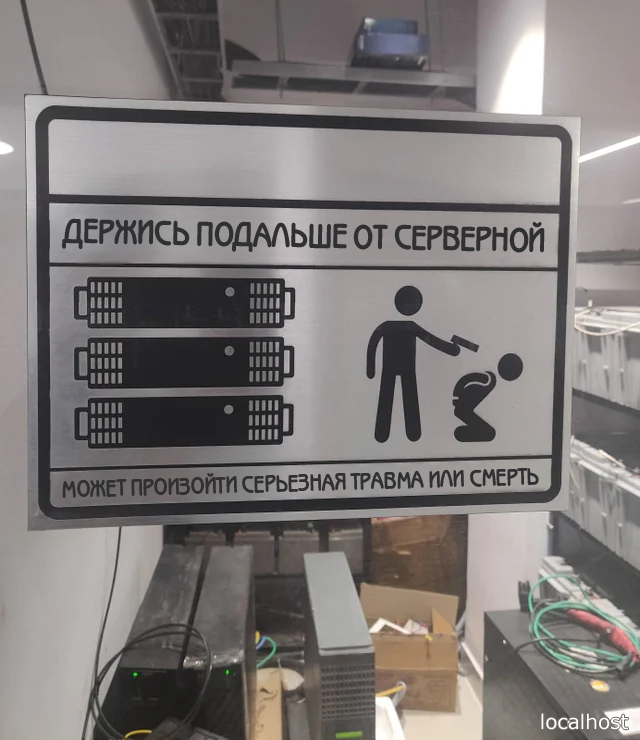 ДЕРЖИСЬ ПОДАЛЬШЕ ОТ СЕРВЕРНОЙ
МОЖЕТ ПРОИЗОЙТИ СЕРЬЕЗНАЯ ТРАВМА ИЛИ СМЕРТЬ
localhost